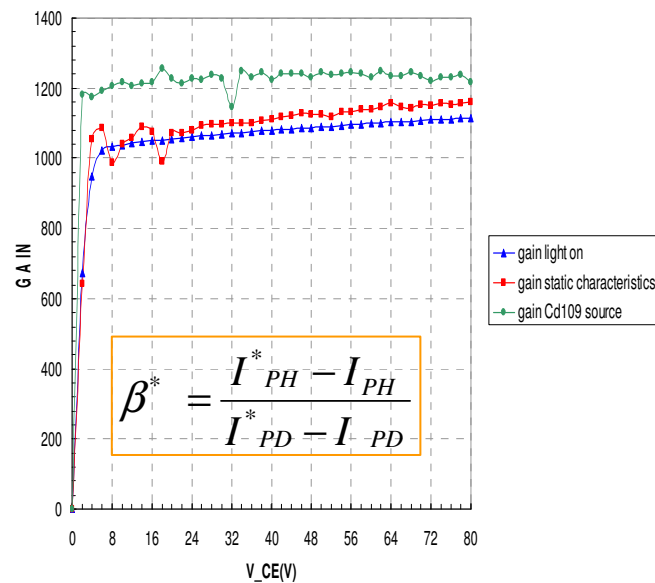 1400
1200
1000
800
600
400
200
0
G A I N
0 8 16 24 32 40 48 56 64 72 80
V_CE(V)
gain light on
gain static characteristics
gain Cd109 source
β* = (I*PH − IPH) / (I*PD − I PD)